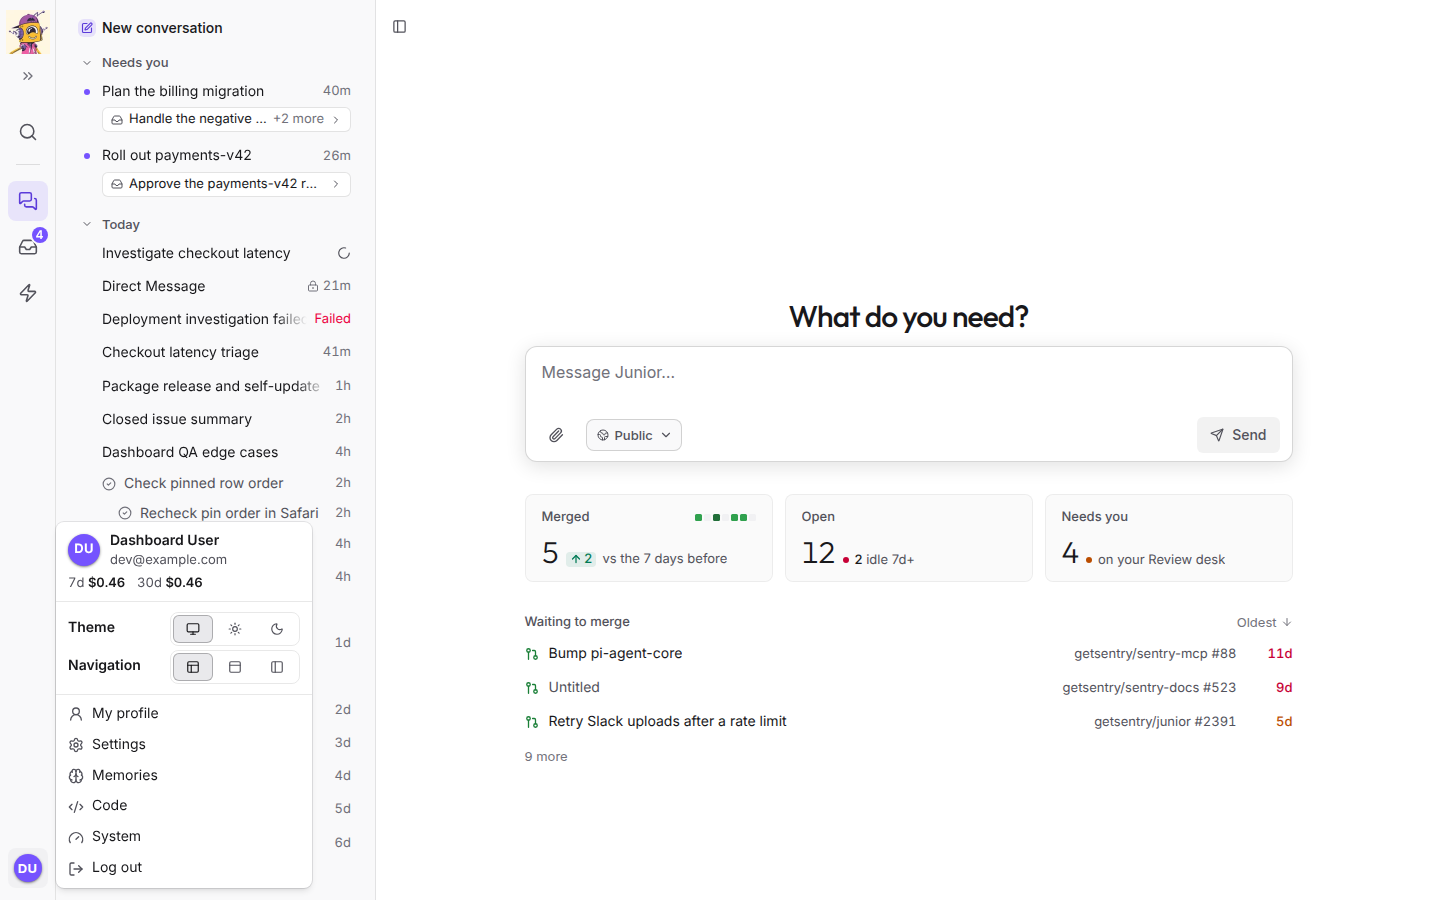 New conversation
Needs you
Plan the billing migration 40m
Handle the negative ... +2 more
Roll out payments-v42 26m
Approve the payments-v42 r...
Today
Investigate checkout latency
Direct Message 21m
Deployment investigation failed Failed
Checkout latency triage 41m
Package release and self-update 1h
Closed issue summary 2h
Dashboard QA edge cases 4h
Check pinned row order 2h
Recheck pin order in Safari 2h
4h
4h
1d
2d
3d
4d
5d
6d
4
DU Dashboard User
dev@example.com
7d $0.46 30d $0.46
Theme
Navigation
My profile
Settings
Memories
Code
System
Log out
DU
What do you need?
Message Junior...
Public
Send
Merged
5 2 vs the 7 days before
Open
12 2 idle 7d+
Needs you
4 on your Review desk
Waiting to merge Oldest
Bump pi-agent-core getsentry/sentry-mcp #88 11d
Untitled getsentry/sentry-docs #523 9d
Retry Slack uploads after a rate limit getsentry/junior #2391 5d
9 more